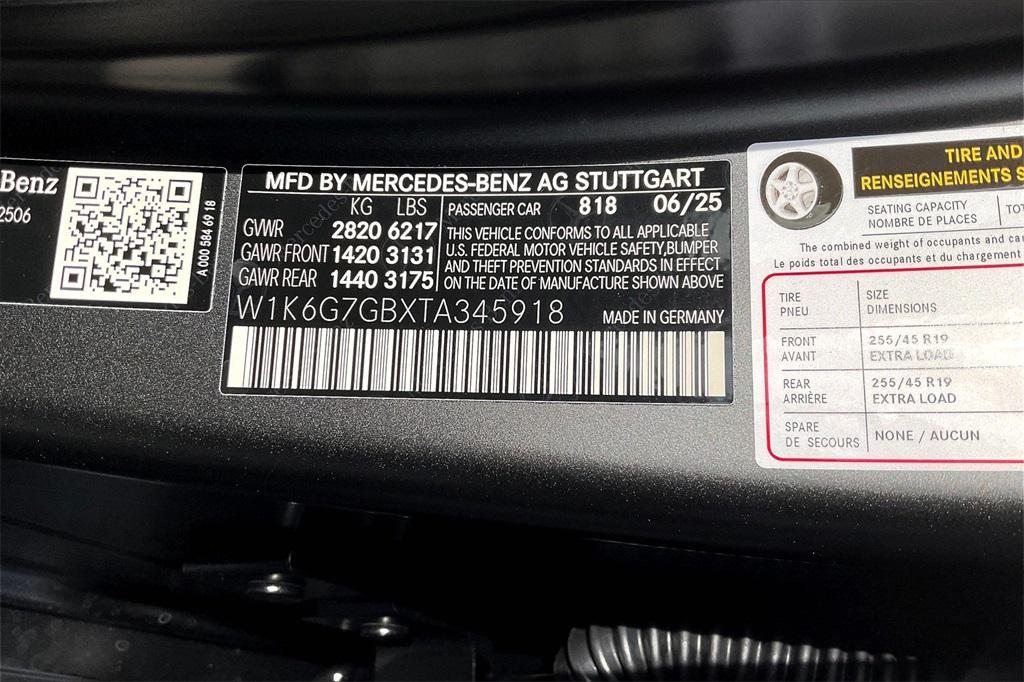 Benz
2506
A 000 584 69 18
MFD BY MERCEDES-BENZ AG STUTTGART
KG LBS
GVWR 2820 6217
GAWR FRONT 1420 3131
GAWR REAR 1440 3175
PASSENGER CAR 818 06/25
THIS VEHICLE CONFORMS TO ALL APPLICABLE
U.S. FEDERAL MOTOR VEHICLE SAFETY,BUMPER
AND THEFT PREVENTION STANDARDS IN EFFECT
ON THE DATE OF MANUFACTURE SHOWN ABOVE
W1K6G7GBXTA345918
MADE IN GERMANY
TIRE AND
RENSEIGNEMENTS S
SEATING CAPACITY
NOMBRE DE PLACES
The combined weight of occupants and
Le poids total des occupants et du chargement
TIRE
PNEU
SIZE
DIMENSIONS
FRONT
AVANT
255/45 R19
EXTRA LOAD
REAR
ARRIÈRE
255/45 R19
EXTRA LOAD
SPARE
DE SECOURS
NONE / AUCUN